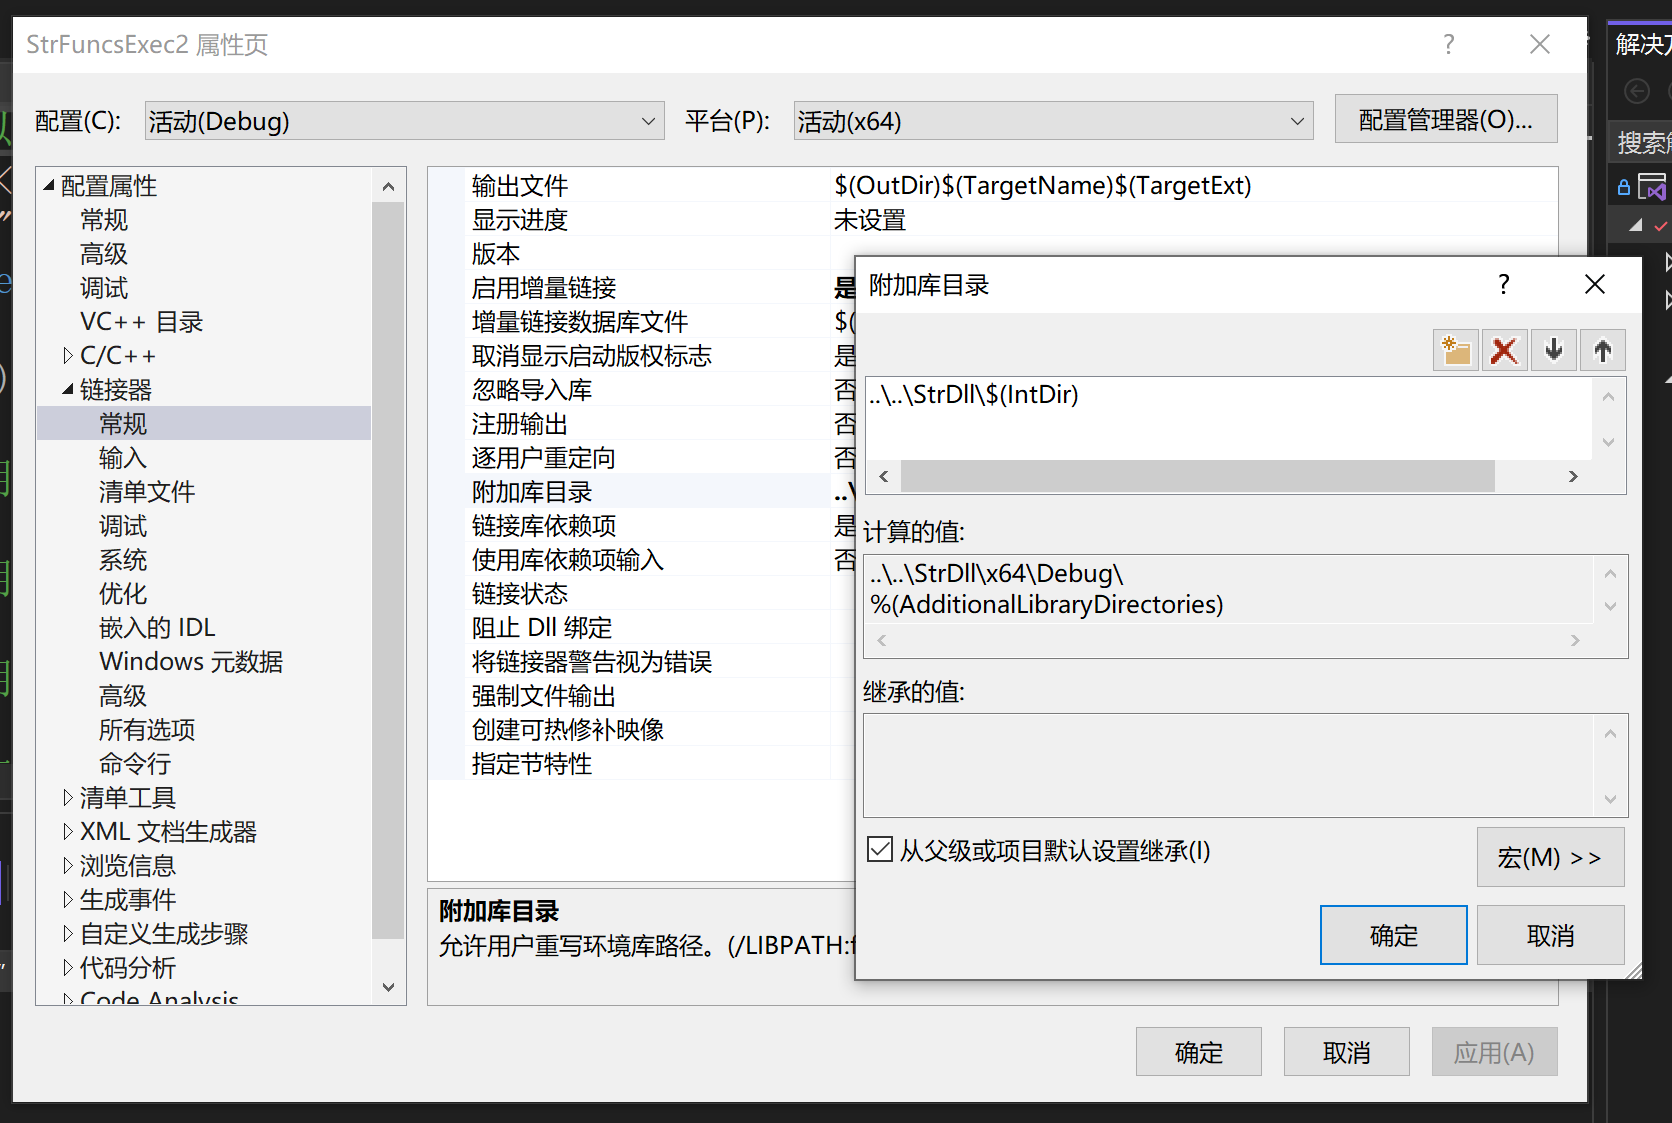 StrFuncsExec2 属性页
?
解决方
配置(C):
活动(Debug)
平台(P):
活动(x64)
配置管理器(O)...
搜索解
配置属性
常规
高级
调试
VC++ 目录
C/C++
链接器
常规
输入
清单文件
调试
系统
优化
嵌入的 IDL
Windows 元数据
高级
所有选项
命令行
清单工具
XML 文档生成器
浏览信息
生成事件
自定义生成步骤
代码分析
Code Analysis
输出文件
$(OutDir)$(TargetName)$(TargetExt)
显示进度
未设置
版本
启用增量链接
是
增量链接数据库文件
$(
取消显示启动版权标志
是
忽略导入库
否
注册输出
否
逐用户重定向
否
附加库目录
..\
链接库依赖项
是
使用库依赖项输入
否
链接状态
阻止 Dll 绑定
将链接器警告视为错误
强制文件输出
创建可热修补映像
指定节特性
附加库目录
允许用户重写环境库路径。(/LIBPATH:f
附加库目录
?
..\..\StrDll\$(IntDir)
计算的值:
..\..\StrDll\x64\Debug\
%(AdditionalLibraryDirectories)
继承的值:
从父级或项目默认设置继承(I)
宏(M) >>
确定
取消
确定
取消
应用(A)